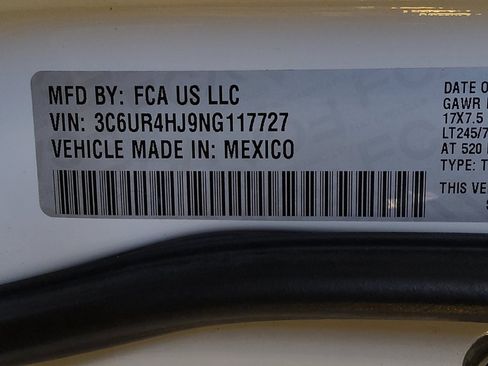 MFD BY: FCA US LLC
VIN: 3C6UR4HJ9NG117727
VEHICLE MADE IN: MEXICO
DATE O
GAWR
17X7.5
LT245/7
AT 520
TYPE: T
THIS VE